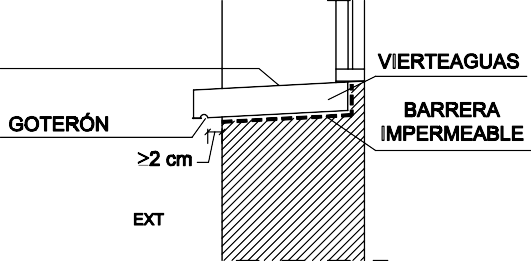 VIERTEAGUAS
GOTERÓN
BARRERA
IMPERMEABLE
≥2 cm
EXT